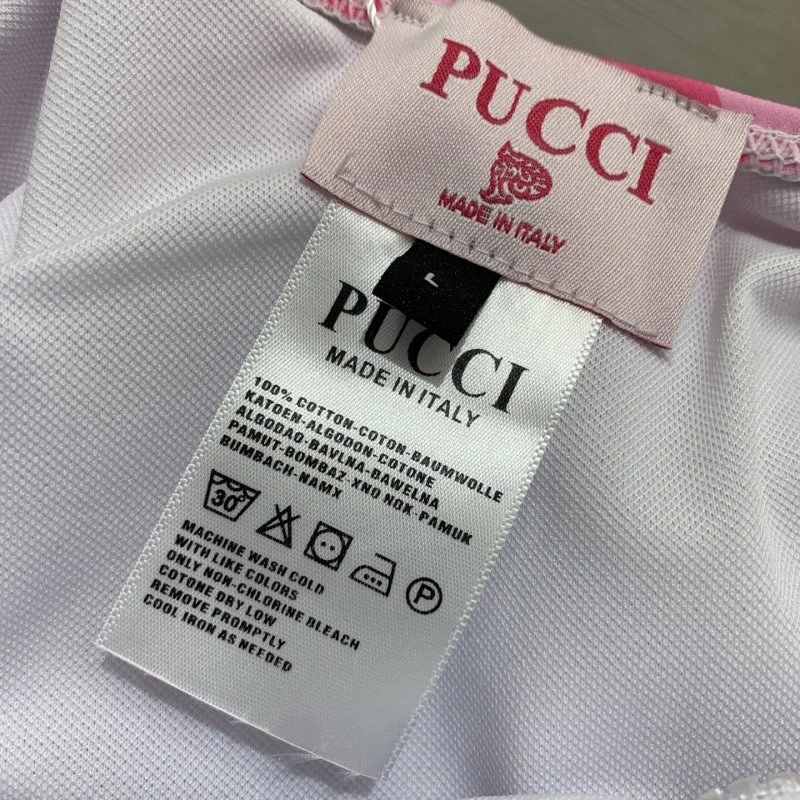 PUCCI
MADE IN ITALY
L
PUCCI
MADE IN ITALY
100% COTTON-COTON-BAUMWOLLE
KATOEN-ALGODON-COTONE
ALGODAO-BAVLNA-BAWELNA
PAMUT-BOMBAZ-XNO NOK-PAMUK
BUMBACH-NAMX
30°
P
MACHINE WASH COLD
WITH LIKE COLORS
ONLY NON-CHLORINE BLEACH
COTONE DRY LOW
REMOVE PROMPTLY
COOL IRON AS NEEDED